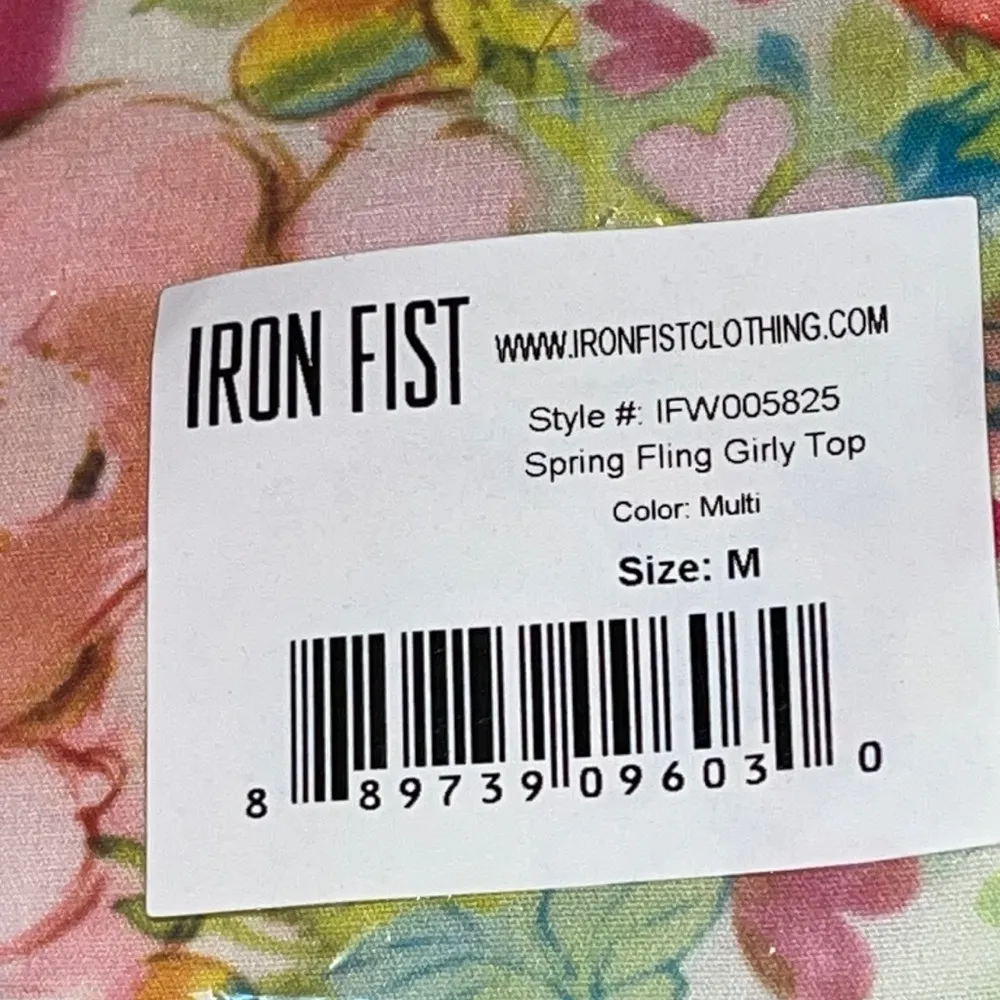 IRON FIST
WWW.IRONFISTCLOTHING.COM
Style #: IFW005825
Spring Fling Girly Top
Color: Multi
Size: M
8 89739 09603 0